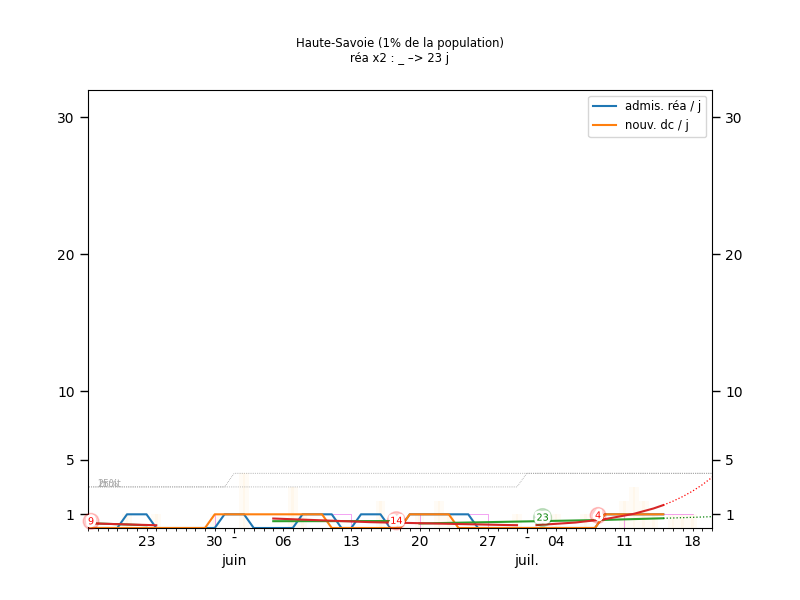 Haute-Savoie (1% de la population)
réa x2 : _ –> 23 j
admis. réa / j
nouv. dc / j
30 30
20 20
10 10
5 5
1 1
9 14 23 4
23 30 - 06 13 20 27 - 04 11 18
juin juil.